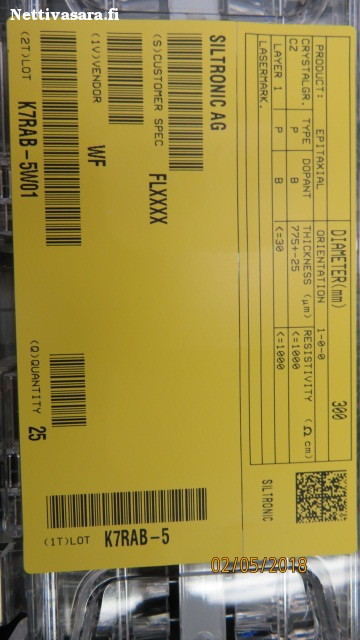 Nettivasara.fi
PRODUCT: EPITAXIAL DIAMETER(mm) 300
CRYSTALGR. TYPE DOPANT ORIENTATION 1-0-0
CZ P B THICKNESS (μm) RESISTIVITY (Ω cm)
775+-25 <=1000
LAYER 1 P B <=30 <=1000
LASERMARK.
SILTRONIC
SILTRONIC AG
(S)CUSTOMER SPEC FLXXXX
(1V)VENDOR WF
(2T)LOT K7RAB-5W01
(Q)QUANTITY 25
(1T)LOT K7RAB-5
02/05/2018